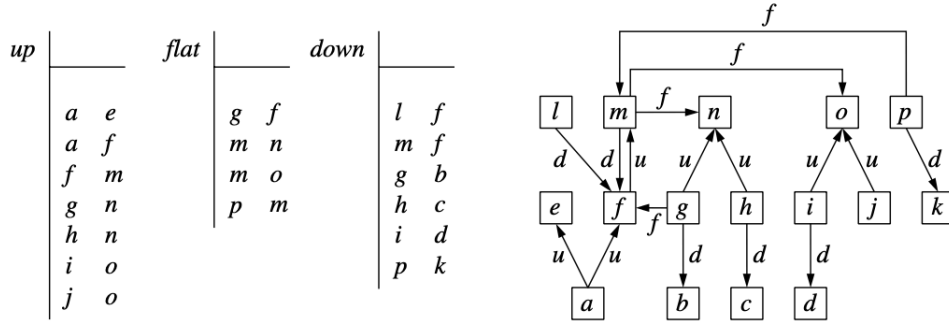 up flat down
a e
a f
f m
g n
h n
i o
j o
g f
m n
m o
p m
l f
m f
g b
h c
i d
p k
f
f
l m f n o p
d d u u u u u d
e f f g h i j k
u u d d d
a b c d